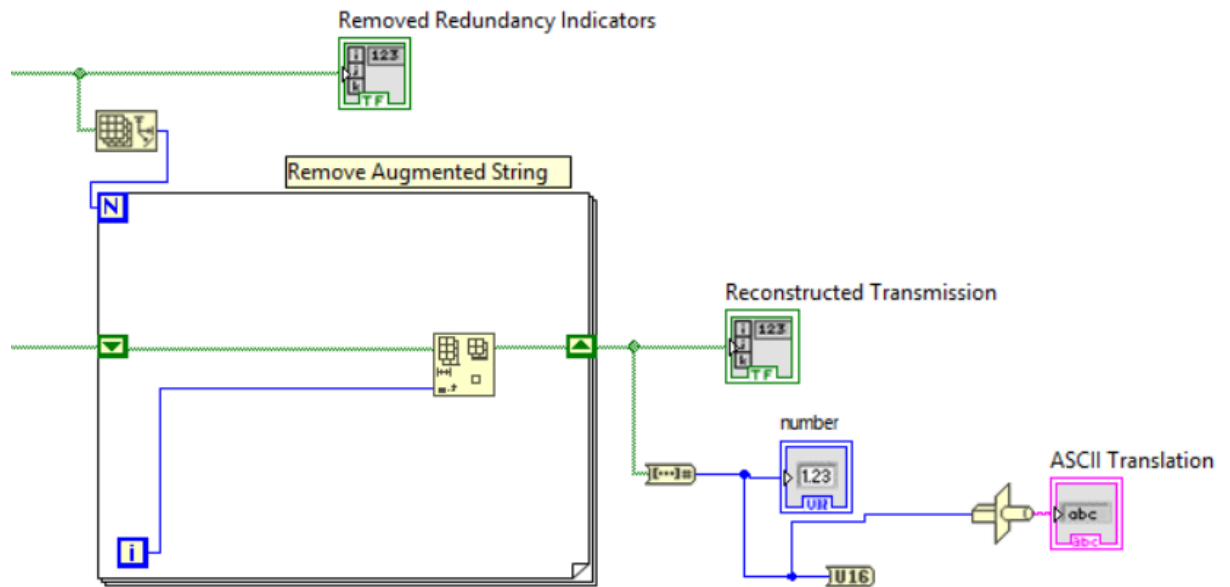 Removed Redundancy Indicators
i 123
j
k
TF
Remove Augmented String
N
Reconstructed Transmission
i 123
j
k
TF
number
1.23
ASCII Translation
[...]#
abc
abc
i
U16